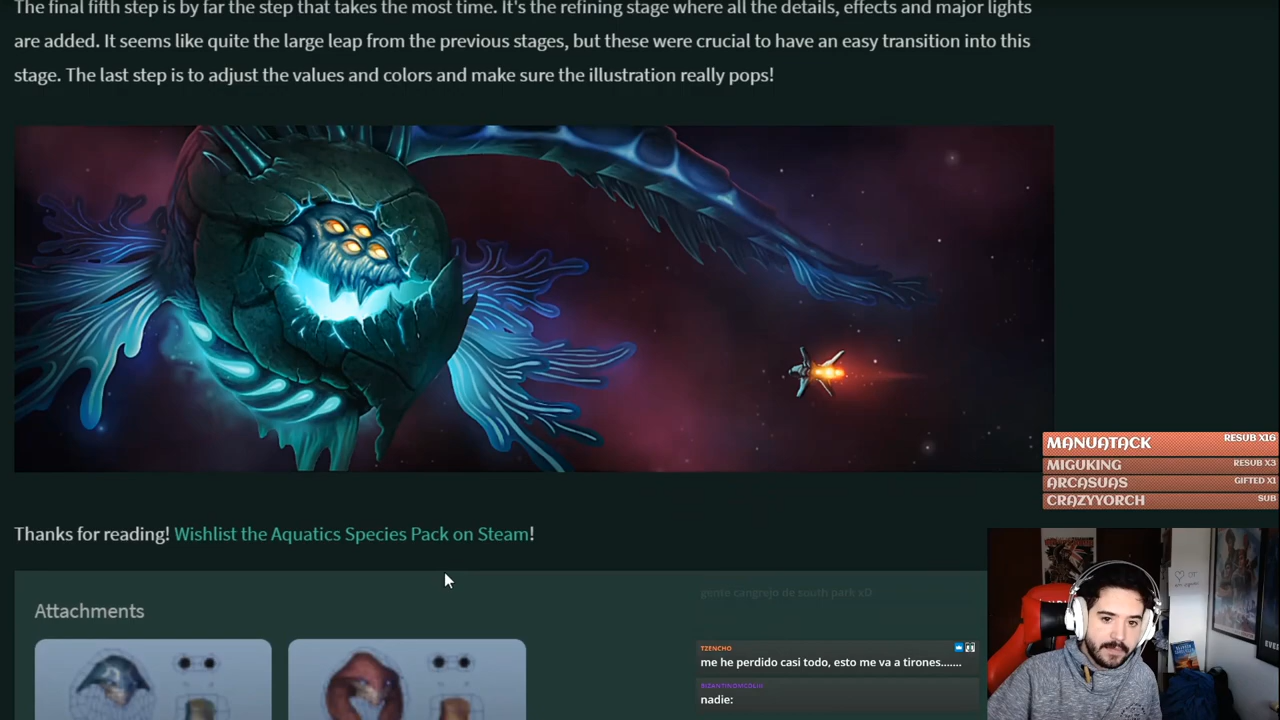 The final fifth step is by far the step that takes the most time. It's the refining stage where all the details, effects and major lights
are added. It seems like quite the large leap from the previous stages, but these were crucial to have an easy transition into this
stage. The last step is to adjust the values and colors and make sure the illustration really pops!
MANUATACK RESUB X16
MIGUKING RESUB X3
ARCASUAS GIFTED X1
CRAZYYORCH SUB
Thanks for reading! Wishlist the Aquatics Species Pack on Steam!
Attachments
gente cangrejo de south park xD
TZENCHO
me he perdido casi todo, esto me va a tirones.......
nadie: